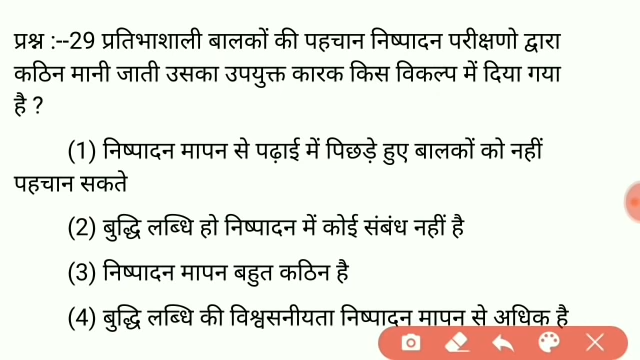 प्रश्न :--29 प्रतिभाशाली बालकों की पहचान निष्पादन परीक्षणो द्वारा
कठिन मानी जाती उसका उपयुक्त कारक किस विकल्प में दिया गया
है ?
(1) निष्पादन मापन से पढ़ाई में पिछड़े हुए बालकों को नहीं
पहचान सकते
(2) बुद्धि लब्धि हो निष्पादन में कोई संबंध नहीं है
(3) निष्पादन मापन बहुत कठिन है
(4) बुद्धि लब्धि की विश्वसनीयता निष्पादन मापन से अधिक है